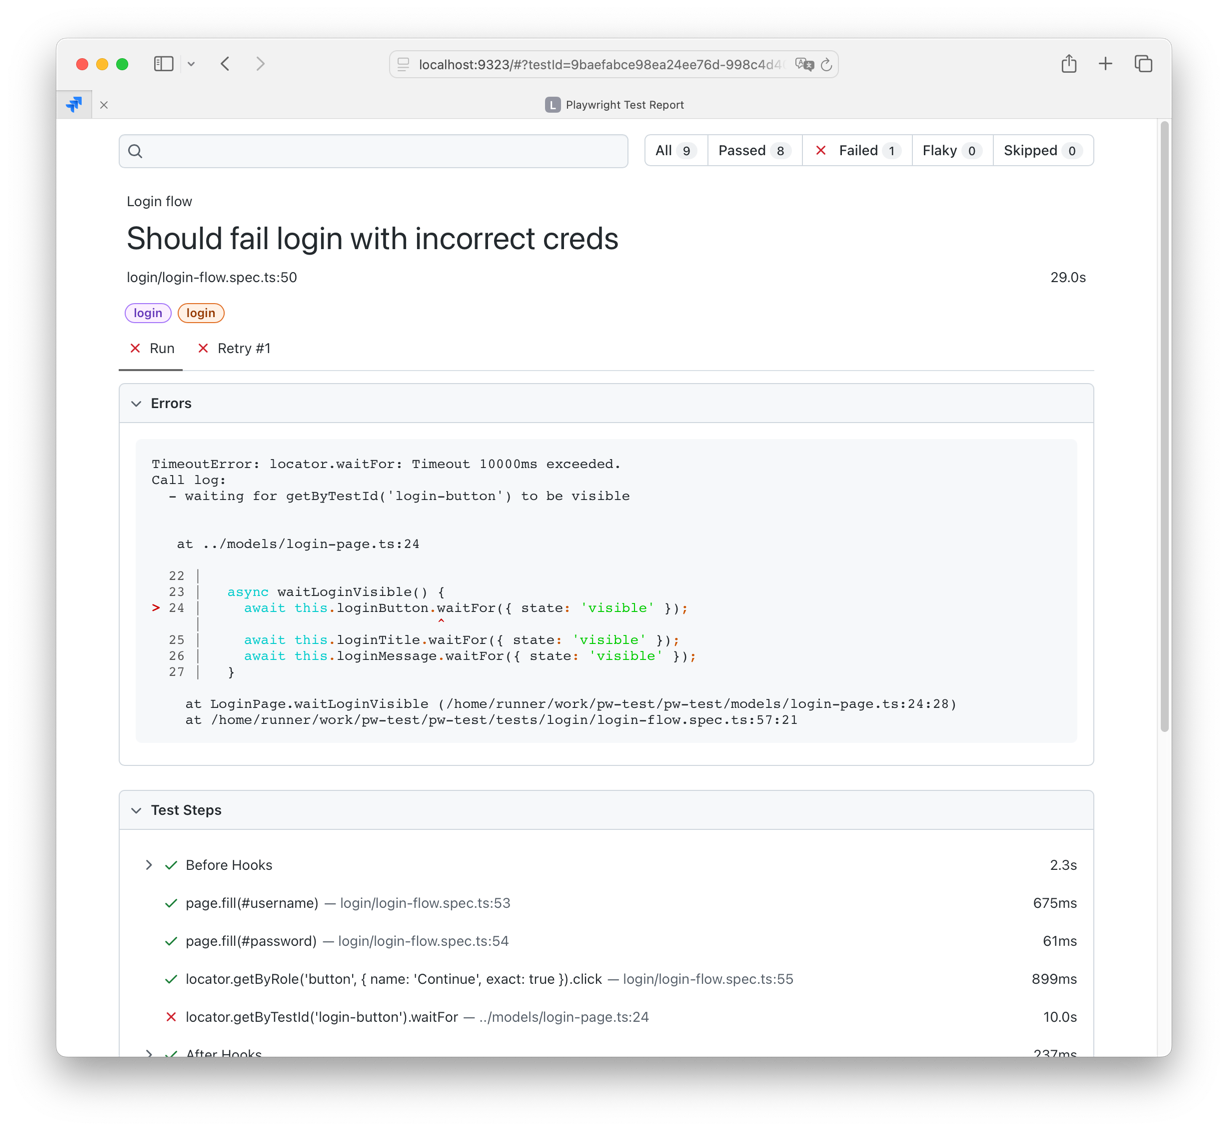 localhost:9323/#?testId=9baefabce98ea24ee76d-998c4d4
L Playwright Test Report
All 9 Passed 8 Failed 1 Flaky 0 Skipped 0
Login flow
Should fail login with incorrect creds
login/login-flow.spec.ts:50 29.0s
login login
Run Retry #1
Errors
TimeoutError: locator.waitFor: Timeout 10000ms exceeded.
Call log:
- waiting for getByTestId('login-button') to be visible
at ../models/login-page.ts:24
22 |
23 | async waitLoginVisible() {
> 24 | await this.loginButton.waitFor({ state: 'visible' });
| ^
25 | await this.loginTitle.waitFor({ state: 'visible' });
26 | await this.loginMessage.waitFor({ state: 'visible' });
27 | }
at LoginPage.waitLoginVisible (/home/runner/work/pw-test/pw-test/models/login-page.ts:24:28)
at /home/runner/work/pw-test/pw-test/tests/login/login-flow.spec.ts:57:21
Test Steps
Before Hooks 2.3s
page.fill(#username) — login/login-flow.spec.ts:53 675ms
page.fill(#password) — login/login-flow.spec.ts:54 61ms
locator.getByRole('button', { name: 'Continue', exact: true }).click — login/login-flow.spec.ts:55 899ms
locator.getByTestId('login-button').waitFor — ../models/login-page.ts:24 10.0s
After Hooks 237ms